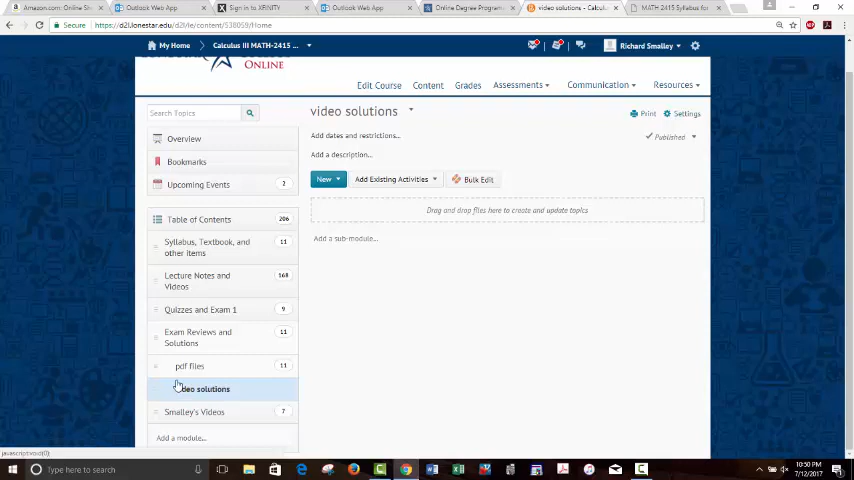 Amazon.com: Online Sh
Outlook Web App
Sign in to XFINITY
Outlook Web App
Online Degree Program
video solutions - Calcul
MATH 2415 Syllabus for
Secure
https://d2l.lonestar.edu/d2l/le/content/538059/Home
My Home
Calculus III MATH-2415 ...
Richard Smalley
ONLINE
Edit Course
Content
Grades
Assessments
Communication
Resources
Search Topics
video solutions
Print
Settings
Overview
Add dates and restrictions...
Published
Bookmarks
Add a description...
Upcoming Events
2
New
Add Existing Activities
Bulk Edit
Table of Contents
206
Drag and drop files here to create and update topics
Syllabus, Textbook, and
other items
11
Add a sub-module...
Lecture Notes and
Videos
168
Quizzes and Exam 1
9
Exam Reviews and
Solutions
11
pdf files
11
video solutions
Smalley's Videos
7
Add a module...
javascript:void(0)
Type here to search
10:50 PM
7/12/2017